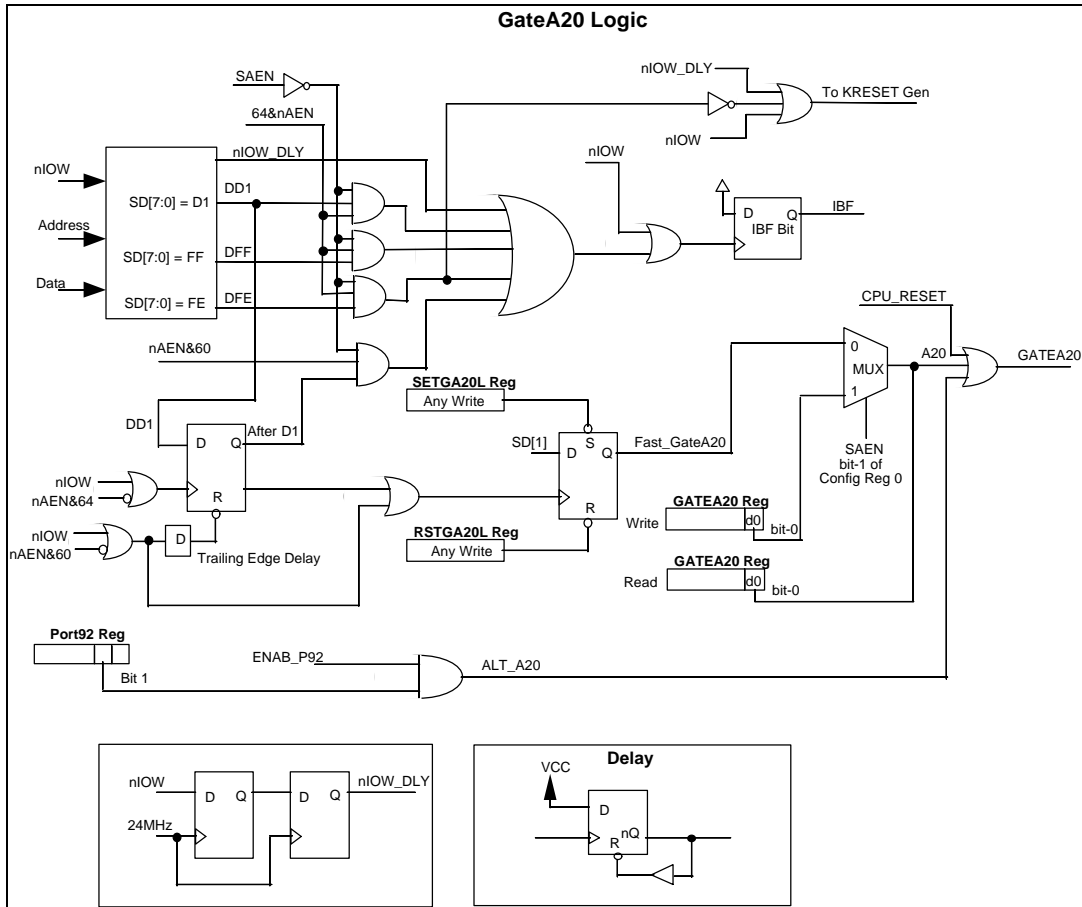 GateA20 Logic
SAEN
nIOW_DLY
To KRESET Gen
64&nAEN
nIOW
nIOW_DLY
nIOW
nIOW
DD1
SD[7:0] = D1
Address
SD[7:0] = FF
DFF
Data
SD[7:0] = FE
DFE
D
Q
IBF
IBF Bit
CPU_RESET
nAEN&60
0
MUX
1
A20
GATEA20
SETGA20L Reg
Any Write
DD1
D
Q
After D1
R
SD[1]
D
S
Q
R
Fast_GateA20
SAEN
bit-1 of
Config Reg 0
nIOW
nAEN&64
nIOW
nAEN&60
D
Trailing Edge Delay
RSTGA20L Reg
Any Write
GATEA20 Reg
Write
d0
bit-0
GATEA20 Reg
Read
d0
bit-0
Port92 Reg
Bit 1
ENAB_P92
ALT_A20
nIOW
D
Q
D
Q
nIOW_DLY
24MHz
Delay
VCC
D
nQ
R